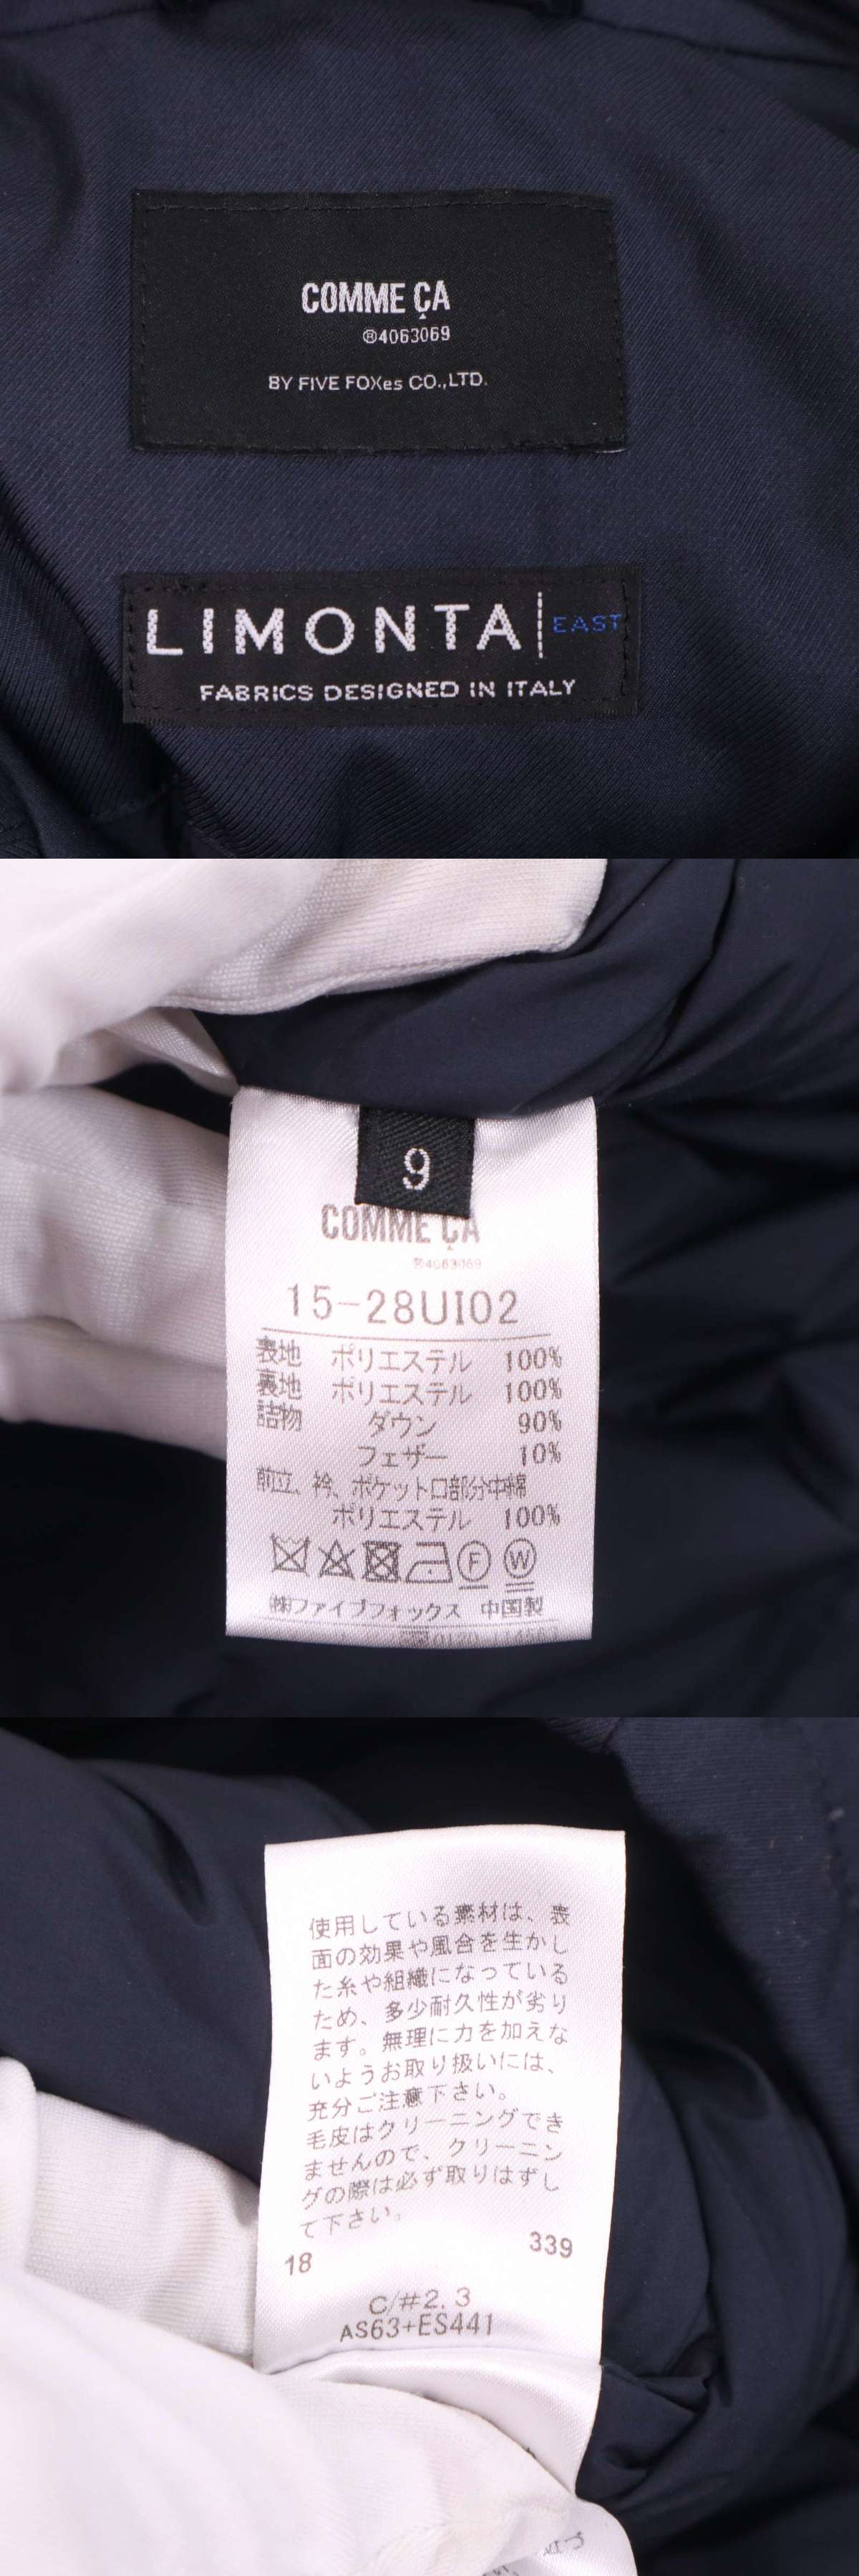 COMME ÇA
®4063069
BY FIVE FOXes CO.,LTD.
LIMONTA EAST
FABRICS DESIGNED IN ITALY
9
COMME ÇA
®4063069
15-28UI02
表地 ポリエステル 100%
裏地 ポリエステル 100%
詰物 ダウン 90%
フェザー 10%
前立、衿、ポケット口部分中綿
ポリエステル 100%
F W
㈱ファイブフォックス 中国製
0120
使用している素材は、表
面の効果や風合を生かし
た糸や組織になっている
ため、多少耐久性が劣り
ます。無理に力を加えな
いようお取り扱いには、
充分ご注意下さい。
毛皮はクリーニングでき
ませんので、クリーニン
グの際は必ず取りはずし
て下さい。
18 339
C/#2.3
AS63+ES441